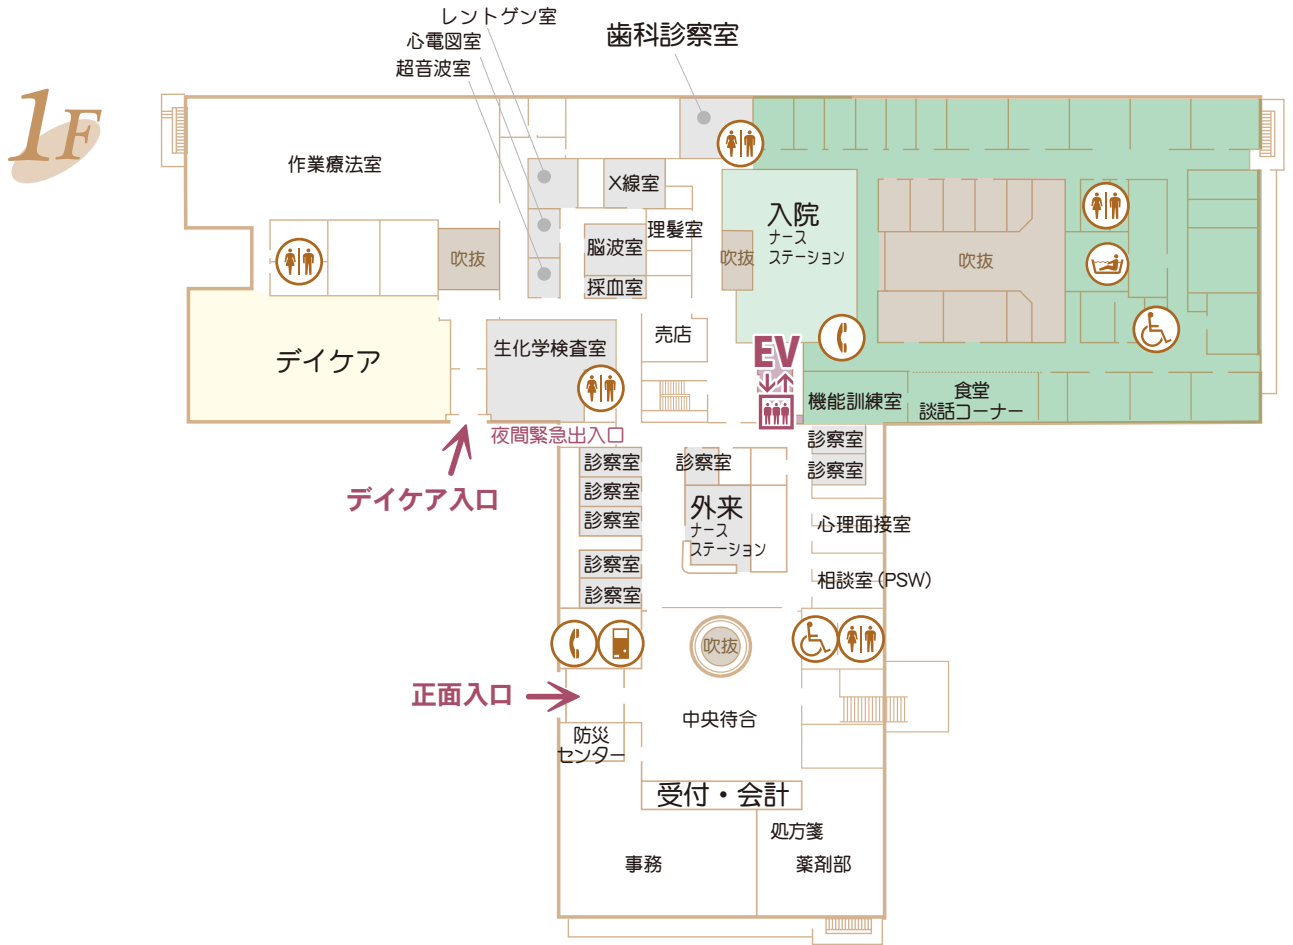 1F
レントゲン室
心電図室
超音波室
歯科診察室
作業療法室
X線室
理髪室
脳波室
採血室
吹抜
吹抜
入院
ナース
ステーション
吹抜
デイケア
生化学検査室
売店
EV
機能訓練室
食堂
談話コーナー
夜間緊急出入口
デイケア入口
診察室
診察室
診察室
診察室
診察室
診察室
診察室
診察室
外来
ナース
ステーション
心理面接室
相談室(PSW)
吹抜
正面入口
中央待合
防災
センター
受付・会計
処方箋
事務
薬剤部